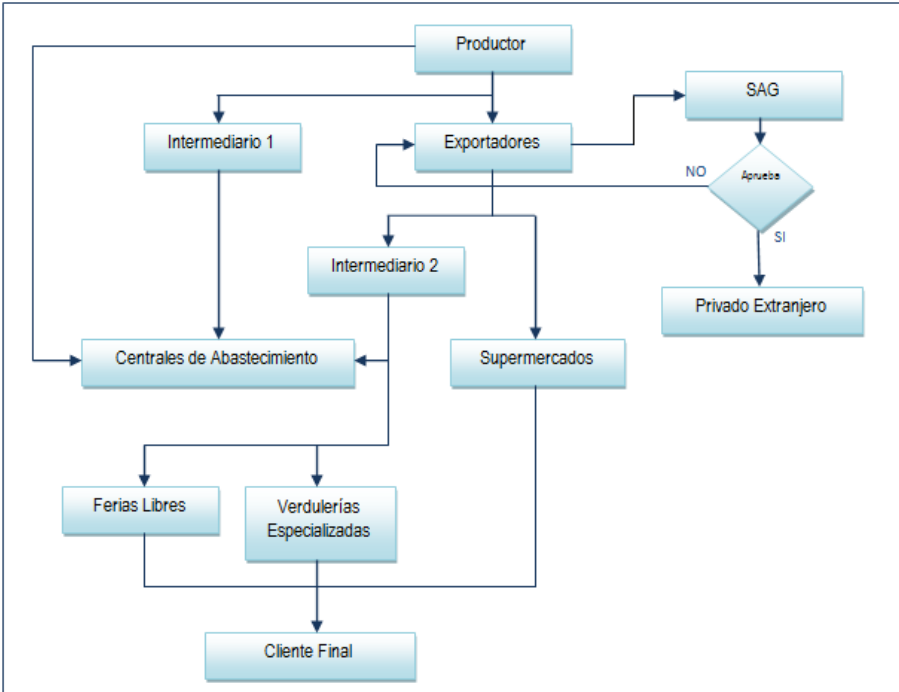 Productor
SAG
Intermediario 1
Exportadores
Aprueba
NO
SI
Intermediario 2
Privado Extranjero
Centrales de Abastecimiento
Supermercados
Ferias Libres
Verdulerías
Especializadas
Cliente Final